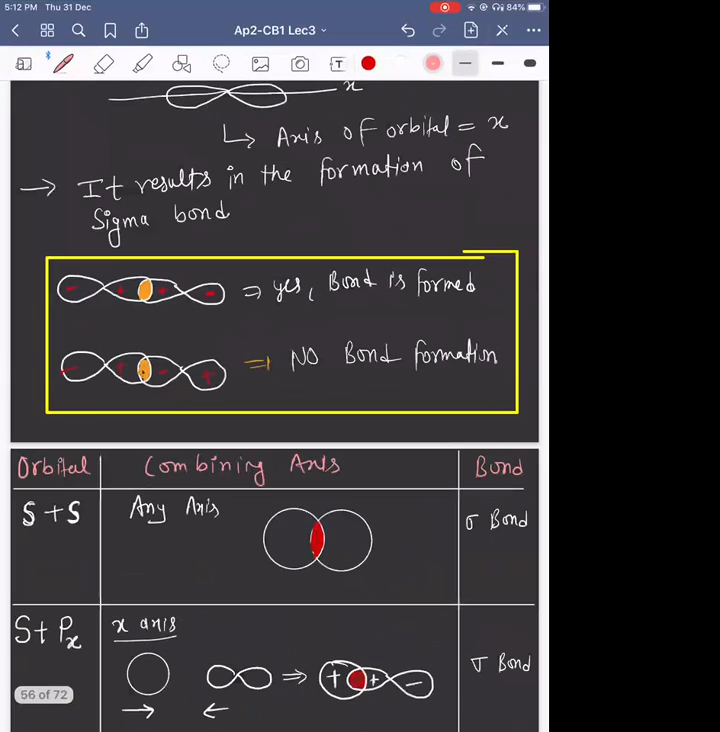 5:12 PM Thu 31 Dec
84%
Ap2-CB1 Lec3
T
x
Axis of orbital = x
→ It results in the formation of
Sigma bond
- + + - ⇒ yes, Bond is formed
- + - + ⇒ NO Bond formation
Orbital Combining Axis Bond
S+S Any Axis σ Bond
S+Px x axis σ Bond
⇒ + + -
→ ←
56 of 72